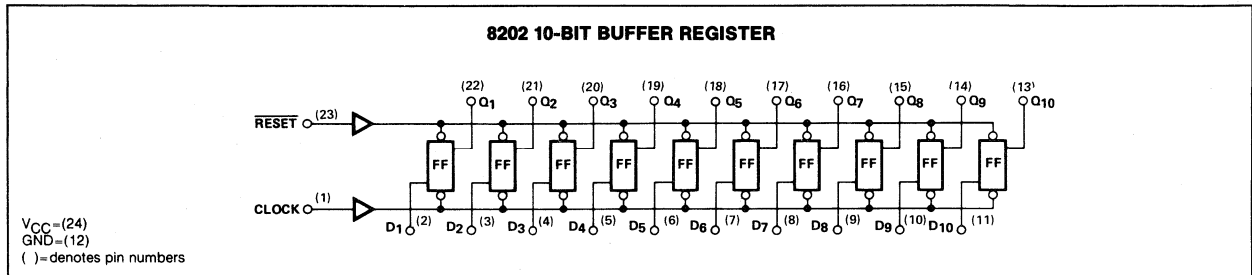 8202 10-BIT BUFFER REGISTER
(22) (21) (20) (19) (18) (17) (16) (15) (14) (13)
Q1 Q2 Q3 Q4 Q5 Q6 Q7 Q8 Q9 Q10
RESET (23)
FF FF FF FF FF FF FF FF FF FF
CLOCK (1)
D1 (2) D2 (3) D3 (4) D4 (5) D5 (6) D6 (7) D7 (8) D8 (9) D9 (10) D10 (11)
VCC=(24)
GND=(12)
( )=denotes pin numbers